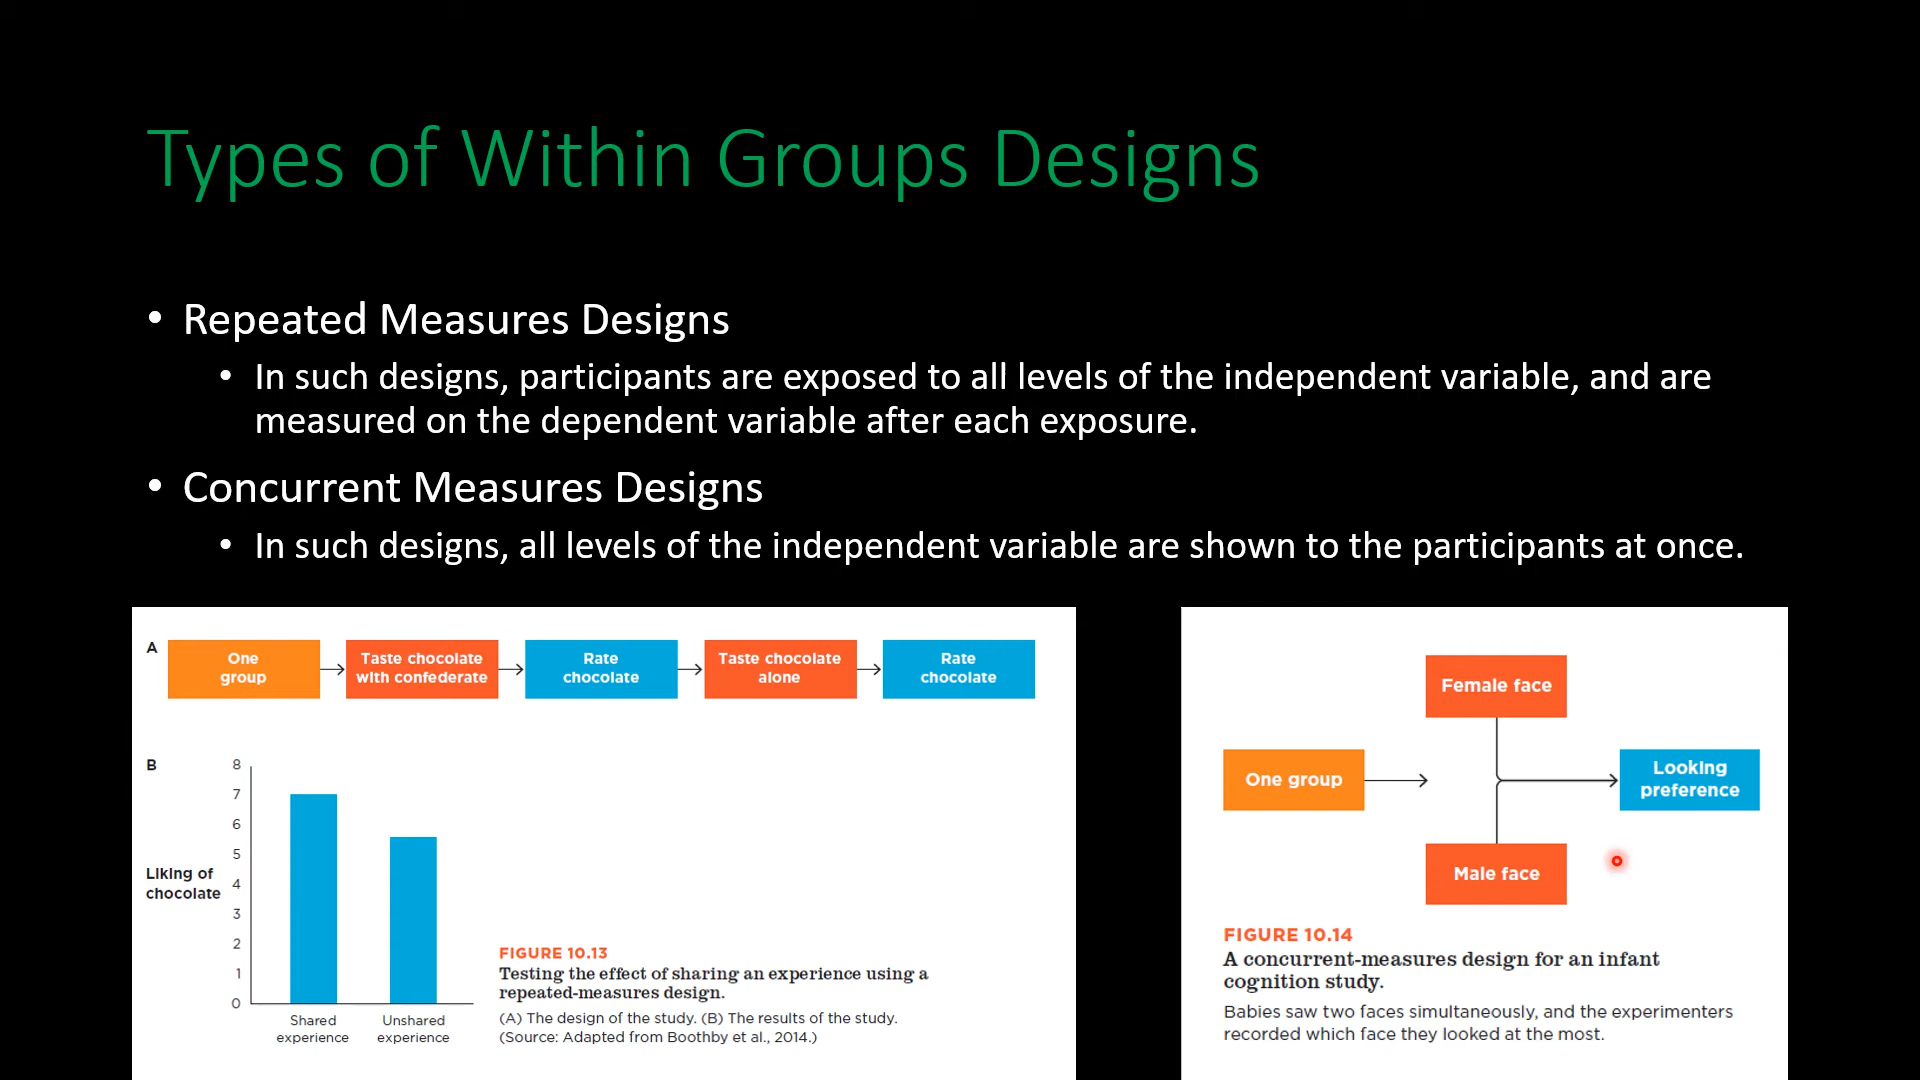 Types of Within Groups Designs
• Repeated Measures Designs
• In such designs, participants are exposed to all levels of the independent variable, and are
measured on the dependent variable after each exposure.
• Concurrent Measures Designs
• In such designs, all levels of the independent variable are shown to the participants at once.
A
One
group
Taste chocolate
with confederate
Rate
chocolate
Taste chocolate
alone
Rate
chocolate
B
8
7
6
5
4
3
2
1
0
Liking of
chocolate
Shared
experience
Unshared
experience
FIGURE 10.13
Testing the effect of sharing an experience using a
repeated-measures design.
(A) The design of the study. (B) The results of the study.
(Source: Adapted from Boothby et al., 2014.)
Female face
One group
Looking
preference
Male face
FIGURE 10.14
A concurrent-measures design for an infant
cognition study.
Babies saw two faces simultaneously, and the experimenters
recorded which face they looked at the most.